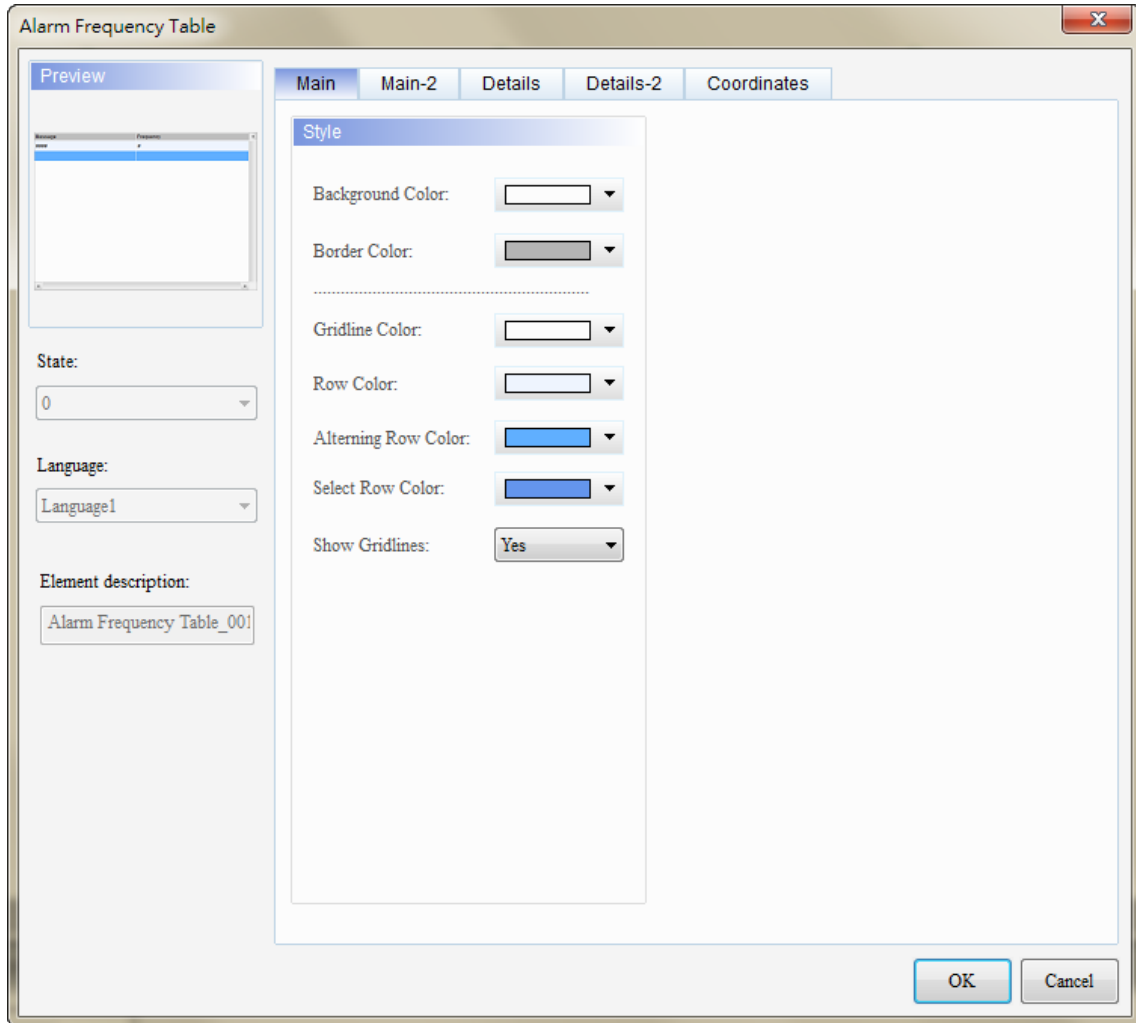 Alarm Frequency Table
Preview
Message Frequency
#### #
State:
0
Language:
Language1
Element description:
Alarm Frequency Table_001
Main Main-2 Details Details-2 Coordinates
Style
Background Color:
Border Color:
Gridline Color:
Row Color:
Alterning Row Color:
Select Row Color:
Show Gridlines: Yes
OK Cancel